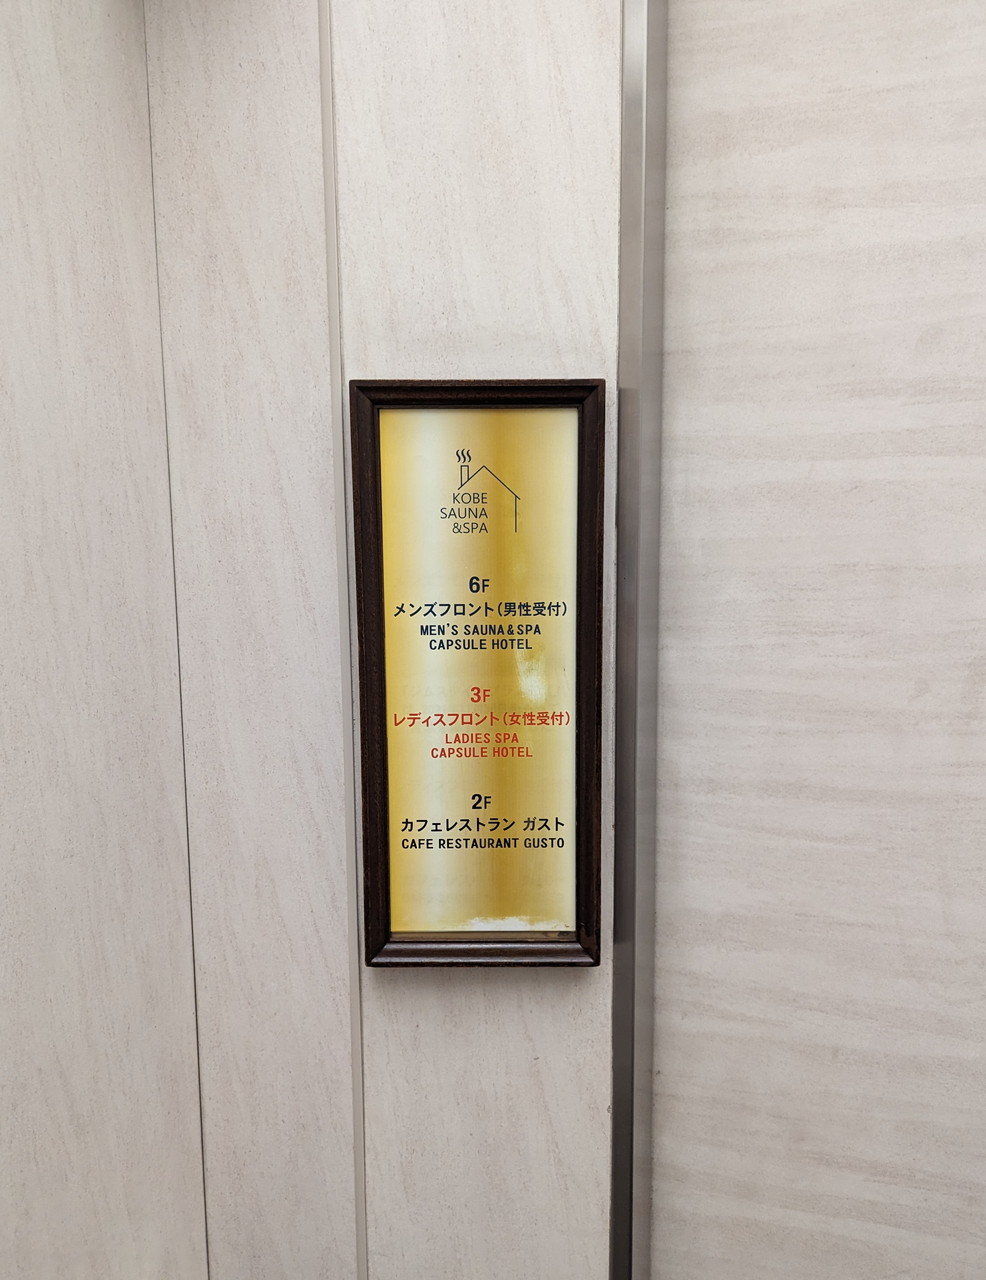 KOBE
SAUNA
&SPA
6F
メンズフロント(男性受付)
MEN'S SAUNA&SPA
CAPSULE HOTEL
3F
レディスフロント(女性受付)
LADIES SPA
CAPSULE HOTEL
2F
カフェレストラン ガスト
CAFE RESTAURANT GUSTO